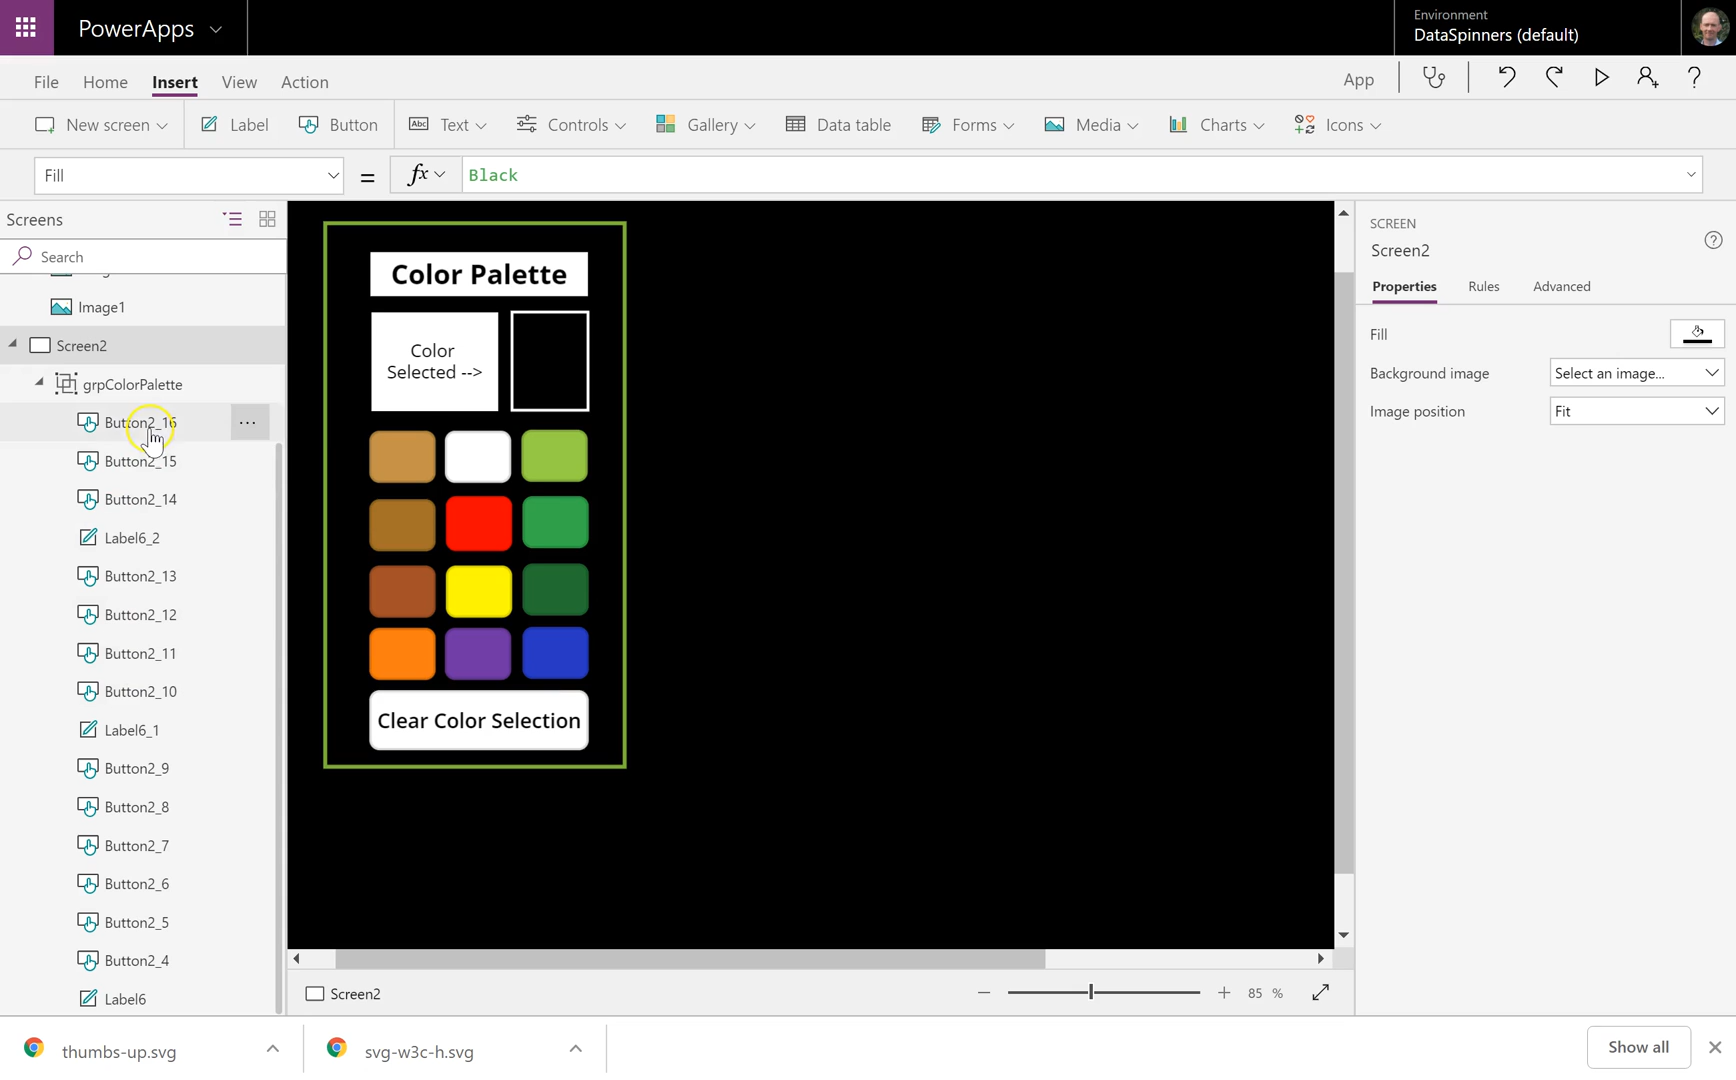 PowerApps
Environment
DataSpinners (default)
File Home Insert View Action App
New screen Label Button Abc Text Controls Gallery Data table Forms Media Charts Icons
Fill = fx Black
Screens
Search
Image1
Screen2
grpColorPalette
Button2_16 ...
Button2_15
Button2_14
Label6_2
Button2_13
Button2_12
Button2_11
Button2_10
Label6_1
Button2_9
Button2_8
Button2_7
Button2_6
Button2_5
Button2_4
Label6
Color Palette
Color
Selected -->
Clear Color Selection
Screen2
85 %
SCREEN
Screen2
Properties Rules Advanced
Fill
Background image Select an image...
Image position Fit
thumbs-up.svg svg-w3c-h.svg Show all